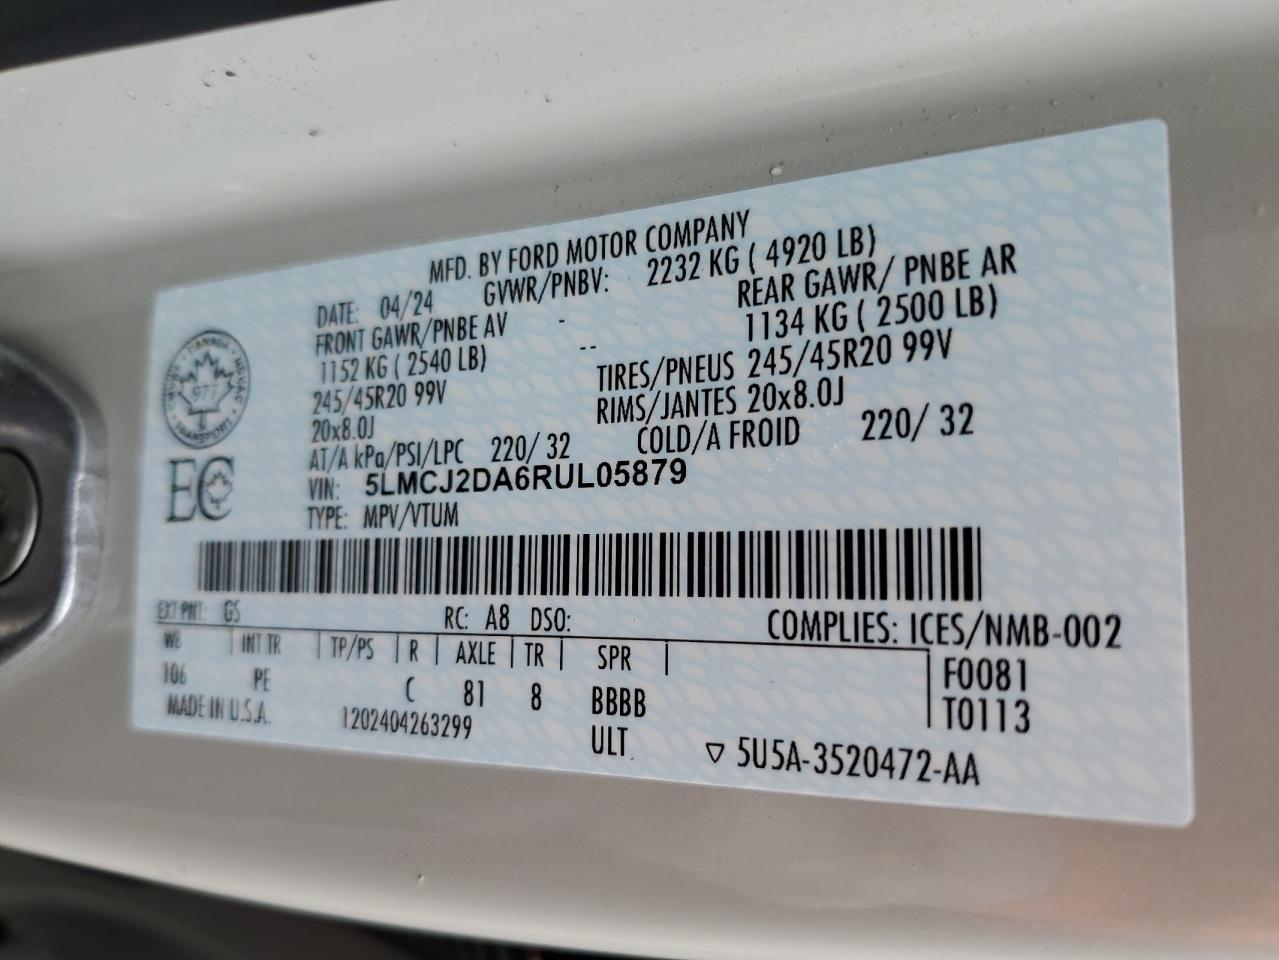 MFD. BY FORD MOTOR COMPANY
DATE: 04/24 GVWR/PNBV: 2232 KG ( 4920 LB)
FRONT GAWR/PNBE AV - REAR GAWR/ PNBE AR
1152 KG ( 2540 LB) -- 1134 KG ( 2500 LB)
245/45R20 99V TIRES/PNEUS 245/45R20 99V
20x8.0J RIMS/JANTES 20x8.0J
AT/A kPa/PSI/LPC 220/ 32 COLD/A FROID 220/ 32
VIN: 5LMCJ2DA6RUL05879
TYPE: MPV/VTUM
CANADA
977
TRANSPORT
EC
EXT PNT: GS RC: A8 DSO: COMPLIES: ICES/NMB-002
WB INT TR TP/PS R AXLE TR SPR F0081
106 PE C 81 8 BBBB T0113
MADE IN U.S.A. 1202404263299 ULT ▽ 5U5A-3520472-AA